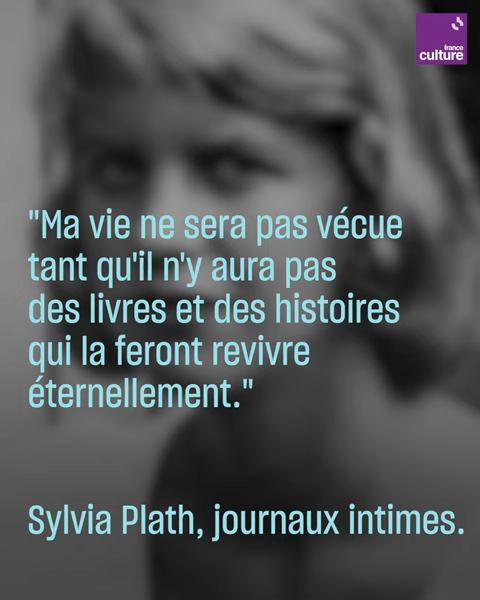 france
culture
"Ma vie ne sera pas vécue
tant qu'il n'y aura pas
des livres et des histoires
qui la feront revivre
éternellement."
Sylvia Plath, journaux intimes.